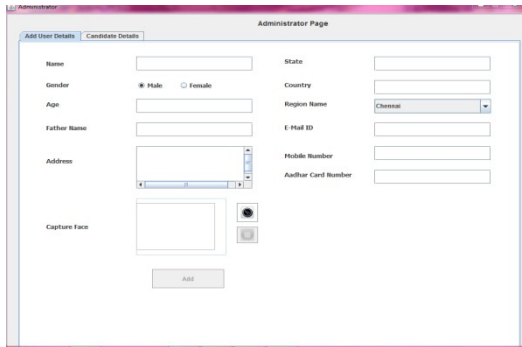 Administrator
Administrator Page
Add User Details
Candidate Details
Name
Gender
Male
Female
Age
Father Name
Address
Capture Face
Add
State
Country
Region Name
Chennai
E-Mail ID
Mobile Number
Aadhar Card Number